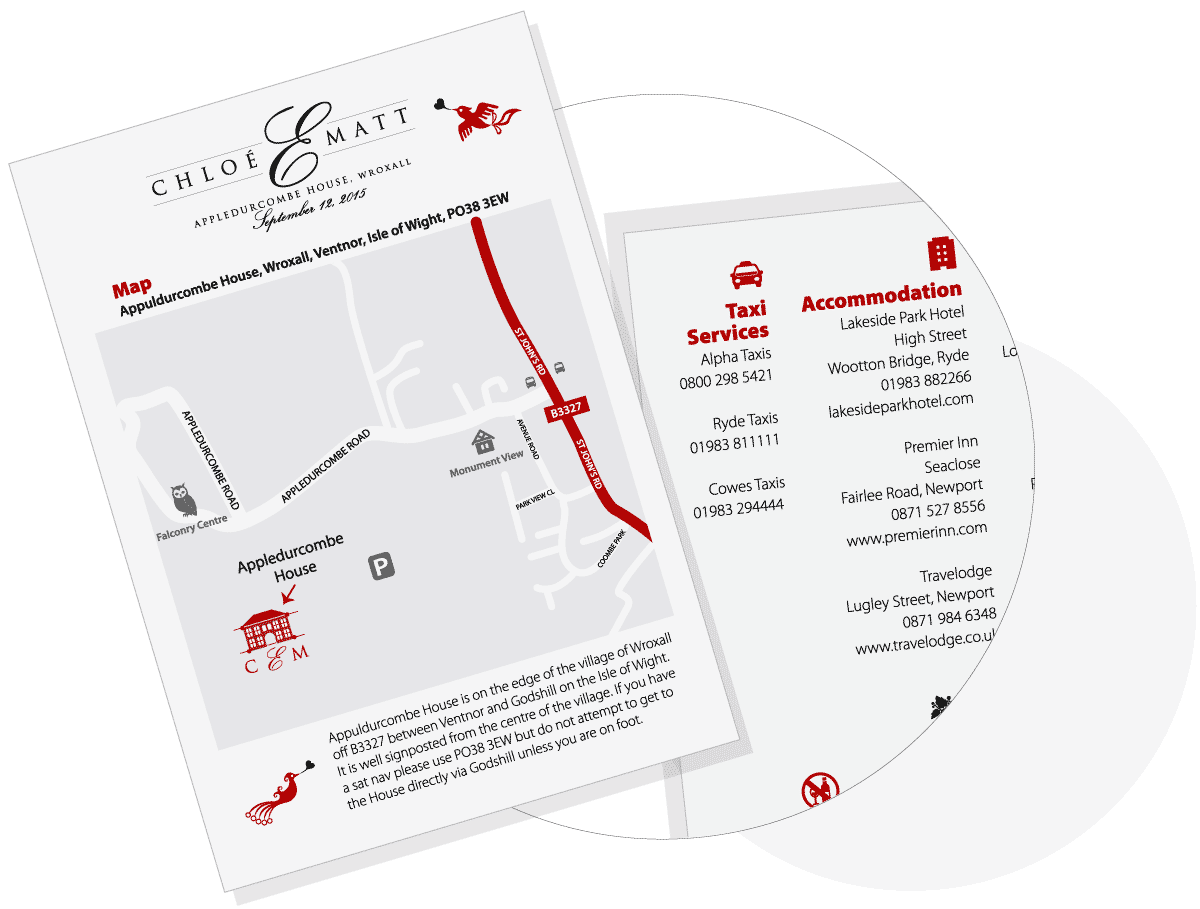 CHLOÉ E MATT
APPLEDURCOMBE HOUSE, WROXALL
September 12, 2015
Map
Appuldurcombe House, Wroxall, Ventnor, Isle of Wight, PO38 3EW
ST JOHN'S RD
B3327
ST JOHN'S RD
APPLEDURCOMBE ROAD
APPLEDURCOMBE ROAD
AVENUE ROAD
Monument View
PARK VIEW CL
COOMBE PARK
Falconry Centre
Appledurcombe
House
P
C E M
Appuldurcombe House is on the edge of the village of Wroxall
off B3327 between Ventnor and Godshill on the Isle of Wight.
It is well signposted from the centre of the village. If you have
a sat nav please use PO38 3EW but do not attempt to get to
the House directly via Godshill unless you are on foot.
Taxi
Services
Alpha Taxis
0800 298 5421
Ryde Taxis
01983 811111
Cowes Taxis
01983 294444
Accommodation
Lakeside Park Hotel
High Street
Wootton Bridge, Ryde
01983 882266
lakesideparkhotel.com
Premier Inn
Seaclose
Fairlee Road, Newport
0871 527 8556
www.premierinn.com
Travelodge
Lugley Street, Newport
0871 984 6348
www.travelodge.co.uk
Lo